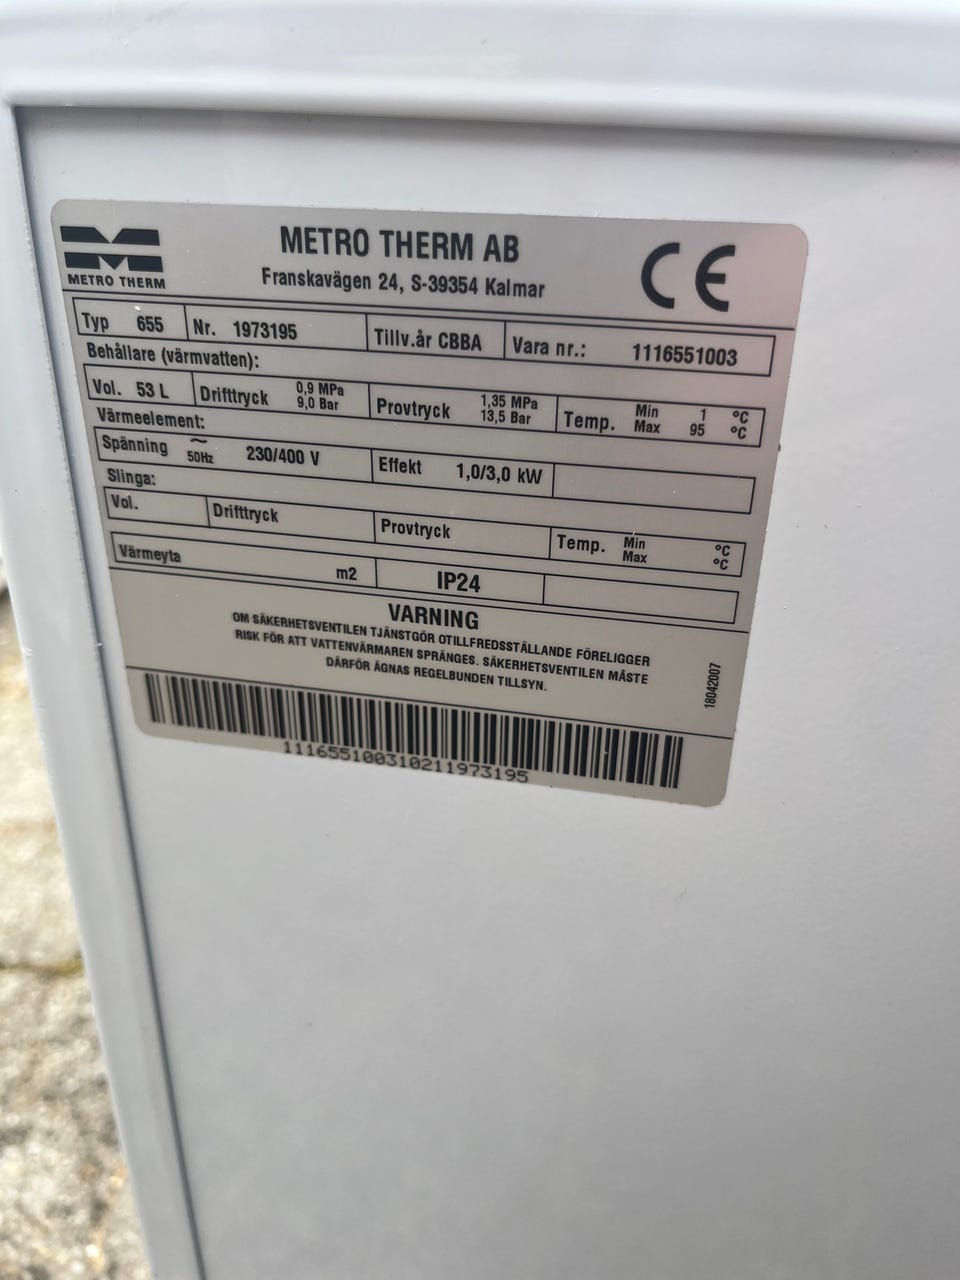 METRO THERM
METRO THERM AB
Franskavägen 24, S-39354 Kalmar
CE
Typ 655 Nr. 1973195 Tillv.år CBBA Vara nr.: 1116551003
Behållare (värmvatten):
Vol. 53 L Drifttryck 0,9 MPa 9,0 Bar Provtryck 1,35 MPa 13,5 Bar Temp. Min 1 °C Max 95 °C
Värmeelement:
Spänning ~ 50Hz 230/400 V Effekt 1,0/3,0 kW
Slinga:
Vol. Drifttryck Provtryck Temp. Min °C Max °C
Värmeyta m2 IP24
VARNING
OM SÄKERHETSVENTILEN TJÄNSTGÖR OTILLFREDSSTÄLLANDE FÖRELIGGER
RISK FÖR ATT VATTENVÄRMAREN SPRÄNGES. SÄKERHETSVENTILEN MÅSTE
DÄRFÖR ÄGNAS REGELBUNDEN TILLSYN.
18042007
111655100310211973195